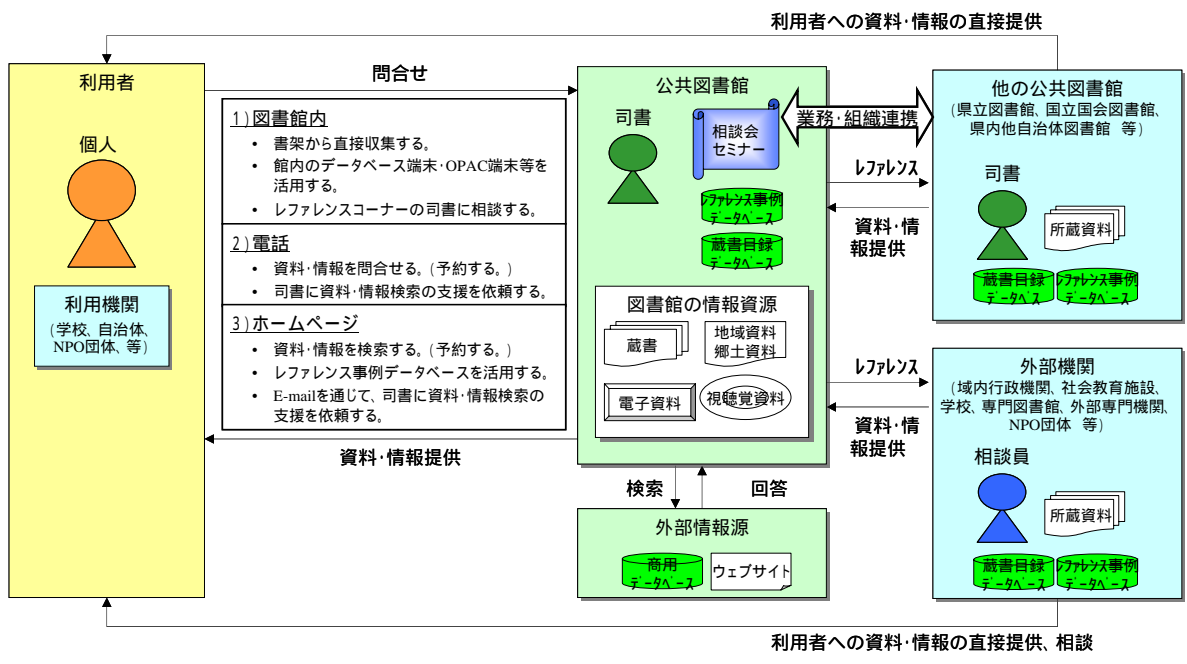 利用者への資料･情報の直接提供
利用者
個人
利用機関
(学校、自治体、
NPO団体、等)
問合せ
1)図書館内
• 書架から直接収集する。
• 館内のデータベース端末･OPAC端末等を
活用する。
• レファレンスコーナーの司書に相談する。
2)電話
• 資料･情報を問合せる。(予約する。)
• 司書に資料･情報検索の支援を依頼する。
3)ホームページ
• 資料･情報を検索する。(予約する。)
• レファレンス事例データベースを活用する。
• E-mailを通じて、司書に資料･情報検索の
支援を依頼する。
資料･情報提供
公共図書館
司書
相談会
セミナー
ﾚﾌｧﾚﾝｽ事例
ﾃﾞｰﾀﾍﾞｰｽ
蔵書目録
ﾃﾞｰﾀﾍﾞｰｽ
図書館の情報資源
蔵書
地域資料
郷土資料
電子資料
視聴覚資料
検索
回答
外部情報源
商用
ﾃﾞｰﾀﾍﾞｰｽ
ウェブサイト
業務･組織連携
ﾚﾌｧﾚﾝｽ
資料･情
報提供
他の公共図書館
(県立図書館、国立国会図書館、
県内他自治体図書館 等)
司書
所蔵資料
蔵書目録
ﾃﾞｰﾀﾍﾞｽ
ﾚﾌｧﾚﾝｽ事例
ﾃﾞｰﾀﾍﾞｰｽ
ﾚﾌｧﾚﾝｽ
資料･情
報提供
外部機関
(域内行政機関、社会教育施設、
学校、専門図書館、外部専門機関、
NPO団体 等)
相談員
所蔵資料
蔵書目録
ﾃﾞｰﾀﾍﾞｰｽ
ﾚﾌｧﾚﾝｽ事例
ﾃﾞｰﾀﾍﾞｰｽ
利用者への資料･情報の直接提供、相談